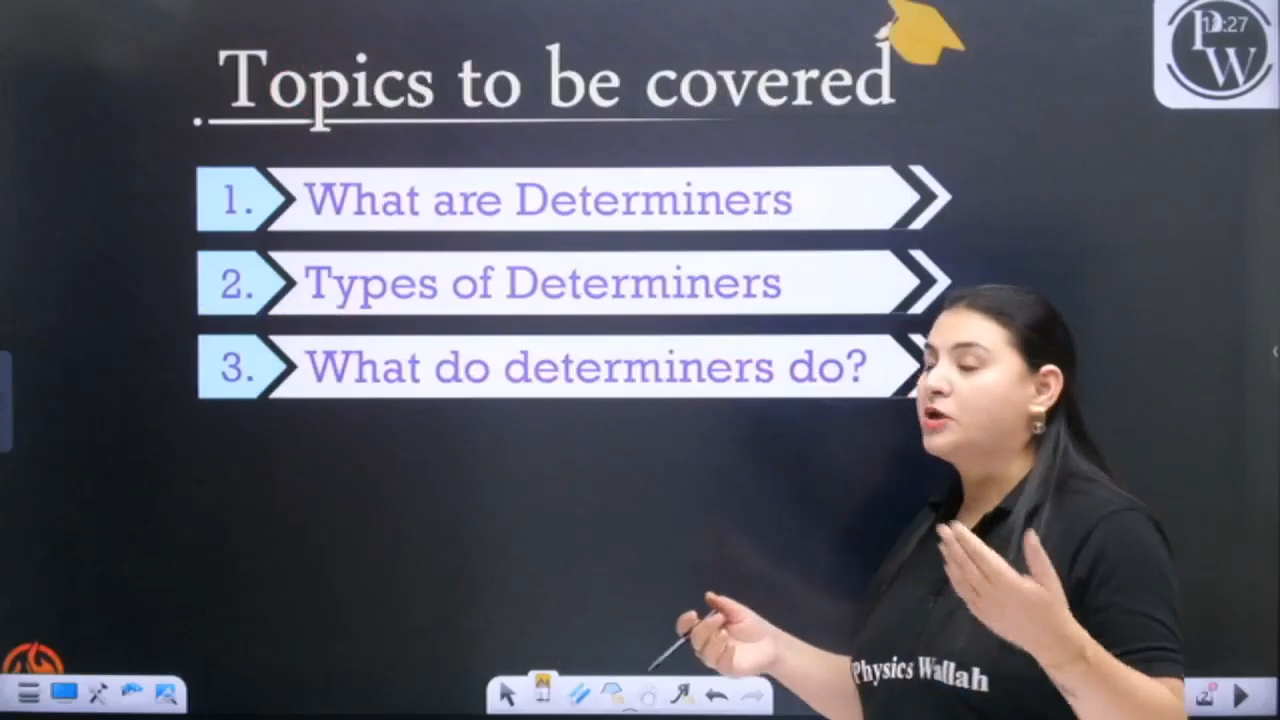 Topics to be covered
PW
1. What are Determiners
2. Types of Determiners
3. What do determiners do?
Physics Wallah